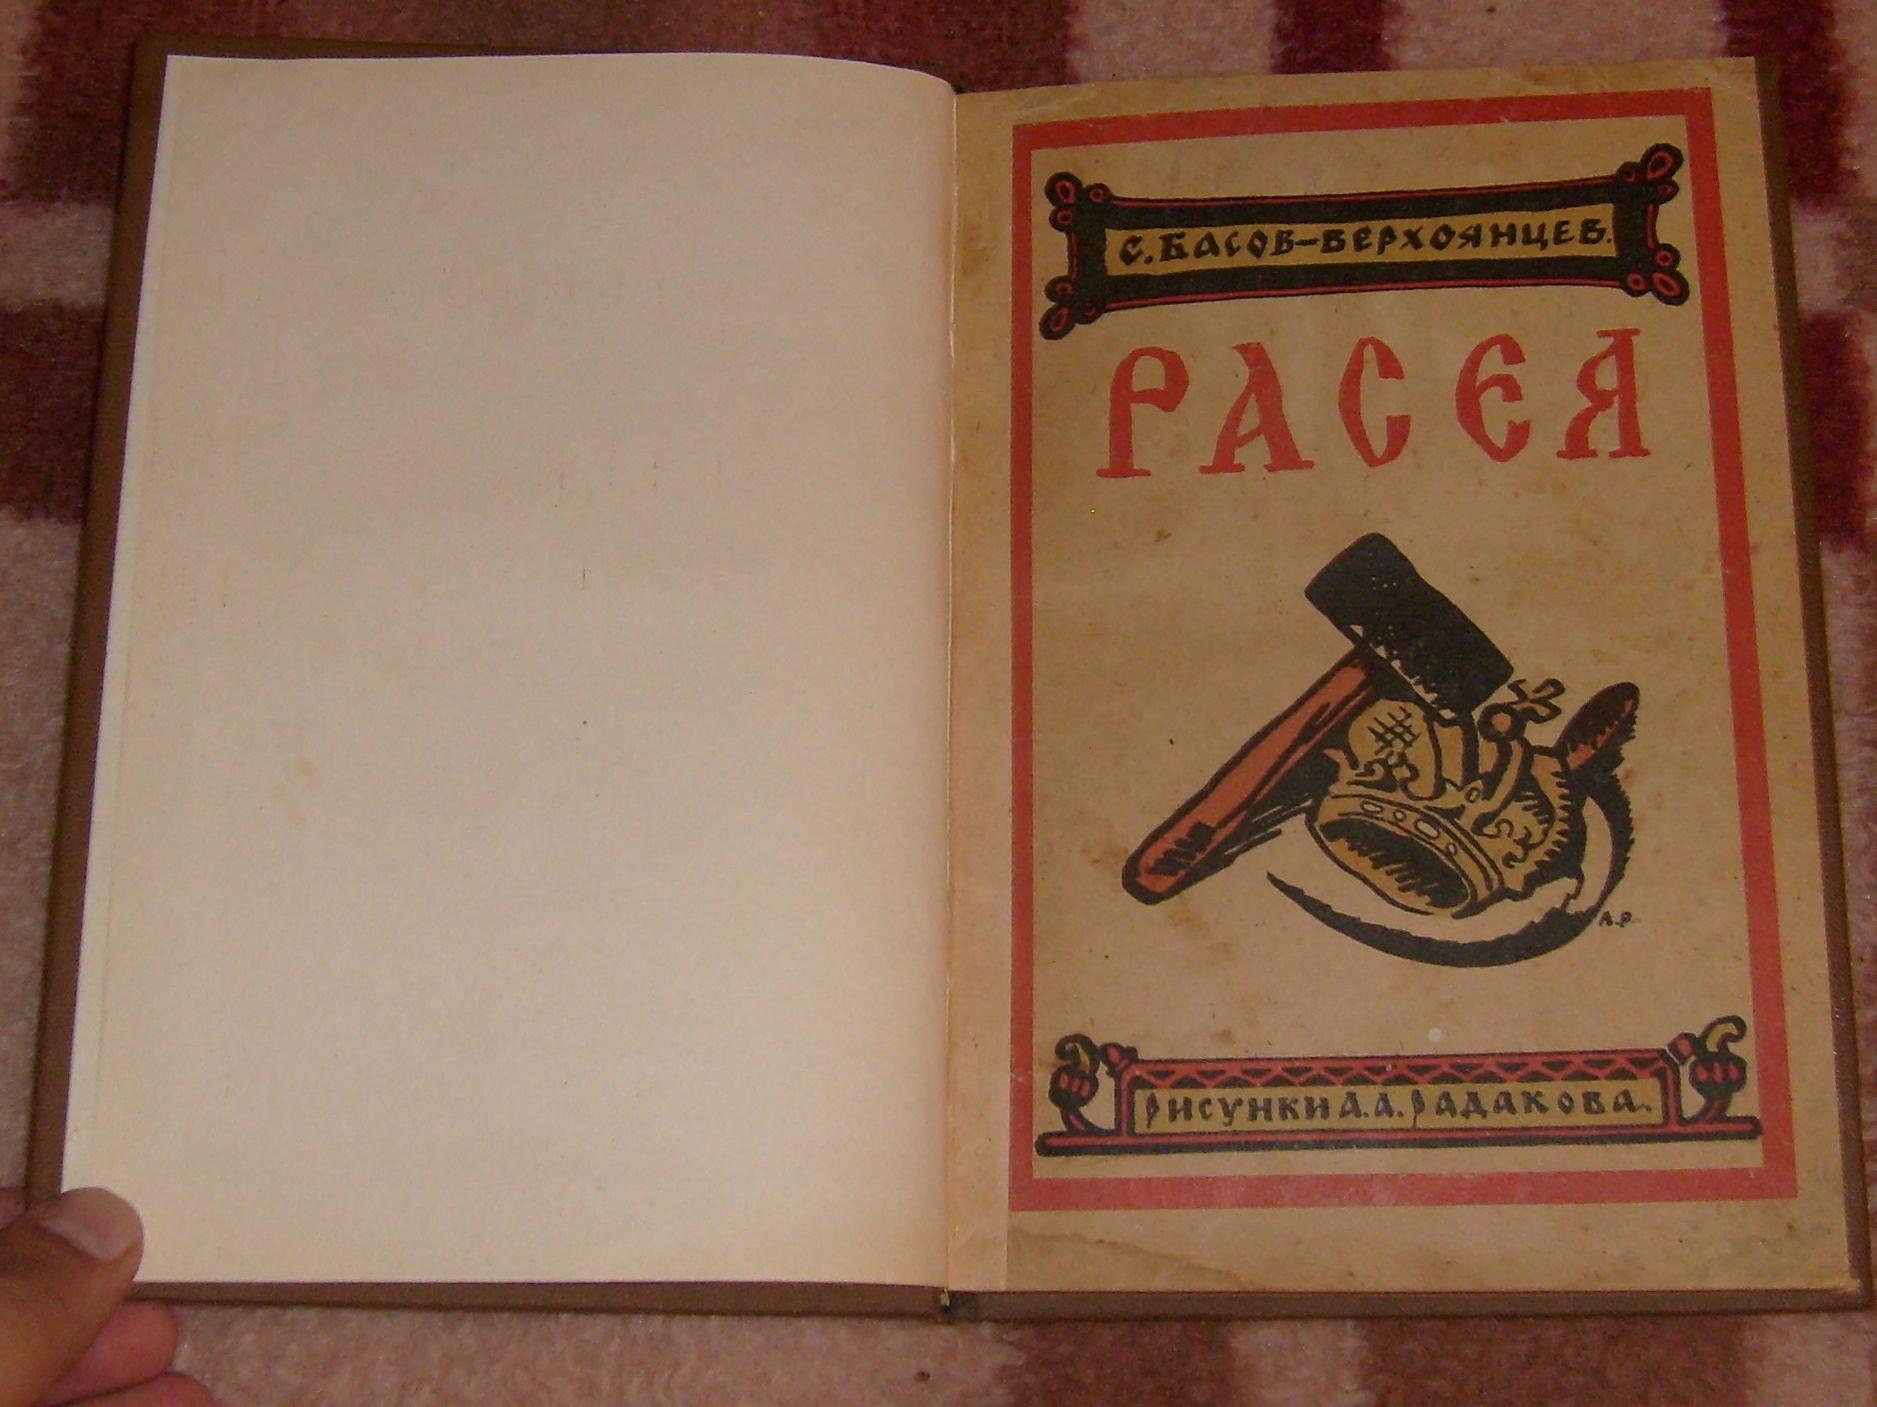 С. БАСОВ-ВЕРХОЯНЦЕВ.
РАСЕЯ
А.Р.
РИСУНКИ А.А. РАДАКОВА.